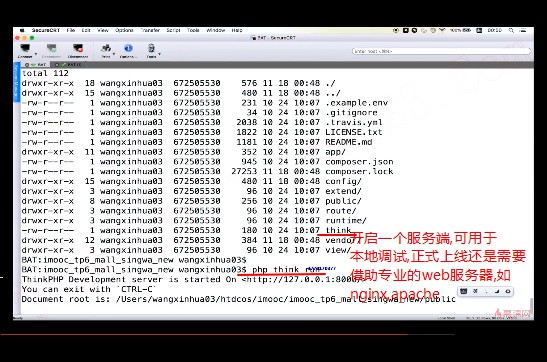 SecureCRT File Edit View Options Transfer Script Tools Window Help
100%
00:50
BAT - SecureCRT
Enter host <⌘R>
BAT
total 112
drwxr-xr-x 18 wangxinhua03 672505530 576 11 18 00:48 ./
drwxr-xr-x 15 wangxinhua03 672505530 480 11 18 00:48 ../
-rw-r--r-- 1 wangxinhua03 672505530 231 10 24 10:07 .example.env
-rw-r--r-- 1 wangxinhua03 672505530 34 10 24 10:07 .gitignore
-rw-r--r-- 1 wangxinhua03 672505530 2038 10 24 10:07 .travis.yml
-rw-r--r-- 1 wangxinhua03 672505530 1822 10 24 10:07 LICENSE.txt
-rw-r--r-- 1 wangxinhua03 672505530 1181 10 24 10:07 README.md
drwxr-xr-x 11 wangxinhua03 672505530 352 10 24 10:07 app/
-rw-r--r-- 1 wangxinhua03 672505530 945 10 24 10:07 composer.json
-rw-r--r-- 1 wangxinhua03 672505530 27253 11 18 00:48 composer.lock
drwxr-xr-x 15 wangxinhua03 672505530 480 11 18 00:48 config/
drwxr-xr-x 3 wangxinhua03 672505530 96 10 24 10:07 extend/
drwxr-xr-x 8 wangxinhua03 672505530 256 10 24 10:07 public/
drwxr-xr-x 3 wangxinhua03 672505530 96 10 24 10:07 route/
drwxr-xr-x 3 wangxinhua03 672505530 96 10 24 10:07 runtime/
-rw-r--r-- 1 wangxinhua03 672505530 180 10 24 10:07 think
drwxr-xr-x 12 wangxinhua03 672505530 384 11 18 00:48 vendor/
drwxr-xr-x 3 wangxinhua03 672505530 96 10 24 10:07 view/
开启一个服务端,可用于
本地调试,正式上线还是需要
借助专业的web服务器,如
nginx,apache
BAT:imooc_tp6_mall_singwa_new wangxinhua03$
BAT:imooc_tp6_mall_singwa_new wangxinhua03$ php think run
ThinkPHP Development server is started On <http://127.0.0.1:8000/>
You can exit with `CTRL-C`
Document root is: /Users/wangxinhua03/htdcos/imooc/imooc_tp6_mall_singwa_new/public
慕课网